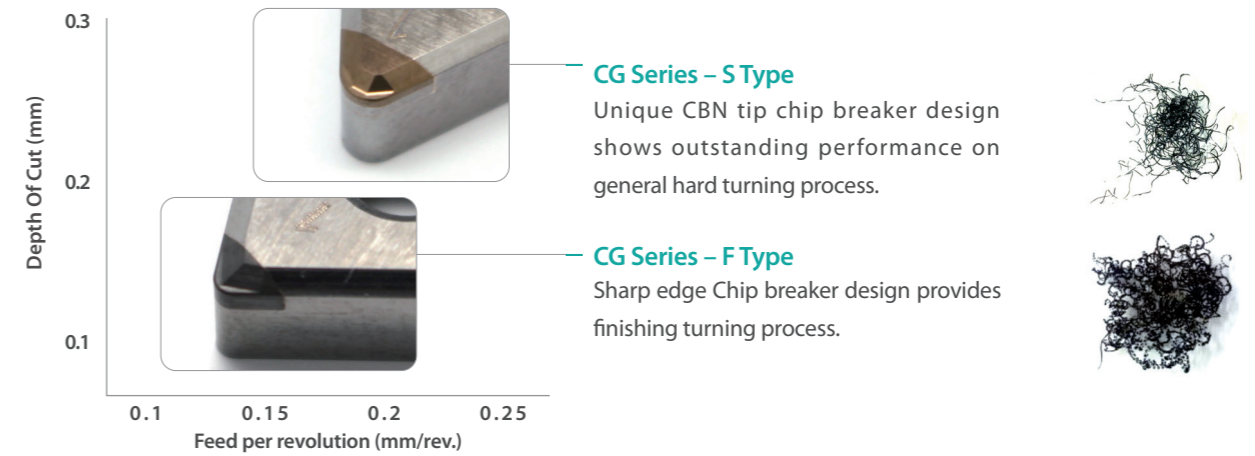 0.3
Depth Of Cut (mm)
0.2
0.1
0.1 0.15 0.2 0.25
Feed per revolution (mm/rev.)
CG Series – S Type
Unique CBN tip chip breaker design
shows outstanding performance on
general hard turning process.
CG Series – F Type
Sharp edge Chip breaker design provides
finishing turning process.